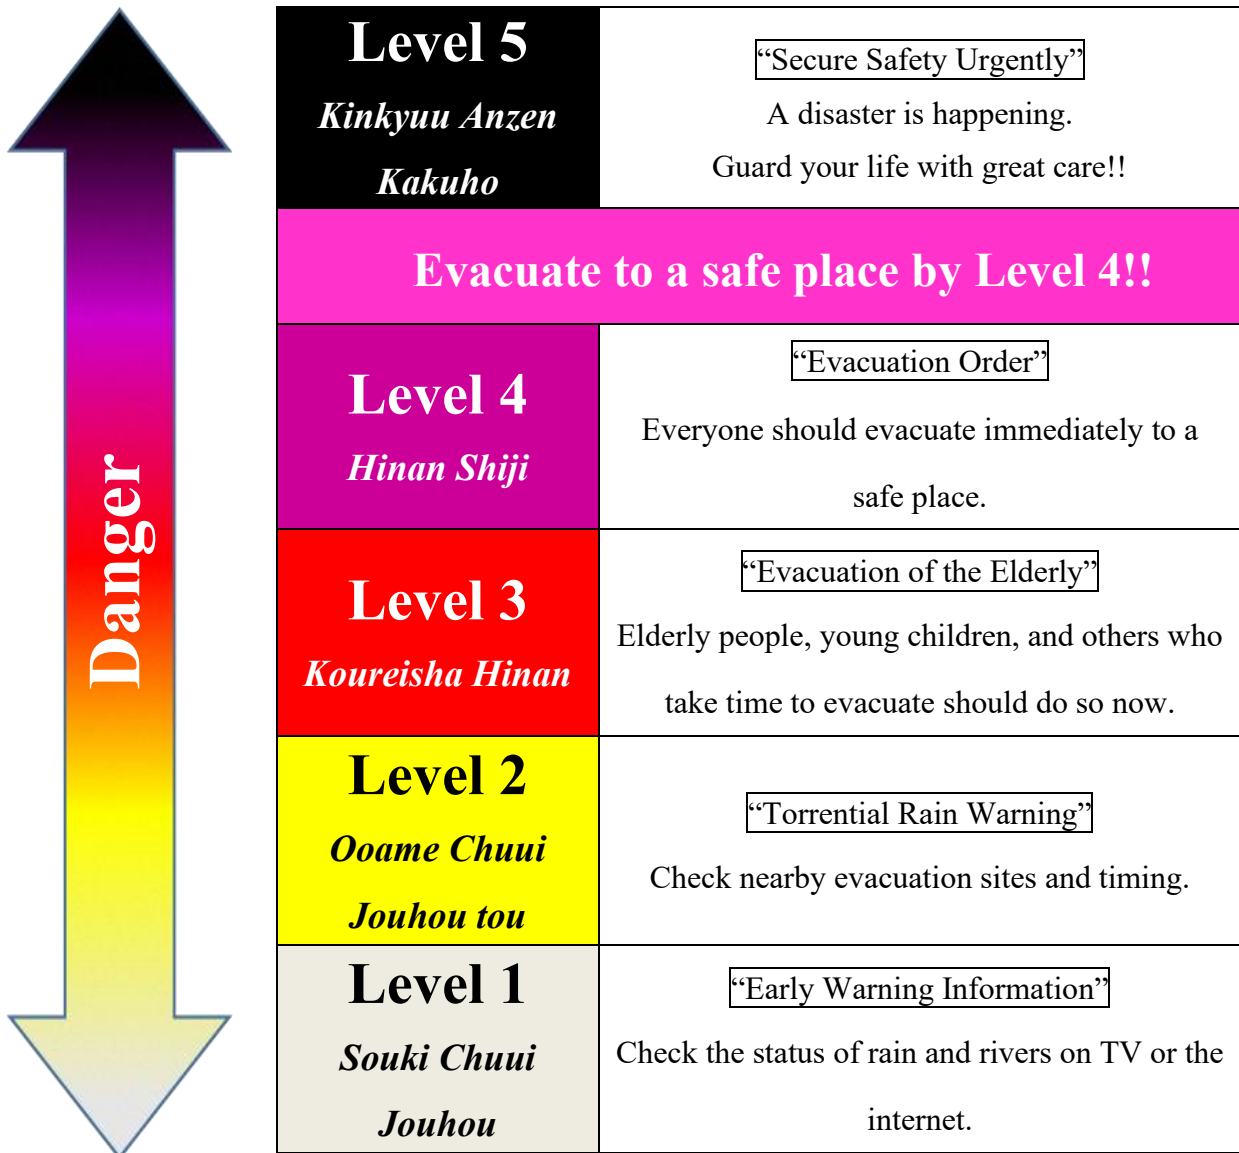 Danger
Level 5
Kinkyuu Anzen
Kakuho
“Secure Safety Urgently”
A disaster is happening.
Guard your life with great care!!
Evacuate to a safe place by Level 4!!
Level 4
Hinan Shiji
“Evacuation Order”
Everyone should evacuate immediately to a
safe place.
Level 3
Koureisha Hinan
“Evacuation of the Elderly”
Elderly people, young children, and others who
take time to evacuate should do so now.
Level 2
Ooame Chuui
Jouhou tou
“Torrential Rain Warning”
Check nearby evacuation sites and timing.
Level 1
Souki Chuui
Jouhou
“Early Warning Information”
Check the status of rain and rivers on TV or the
internet.